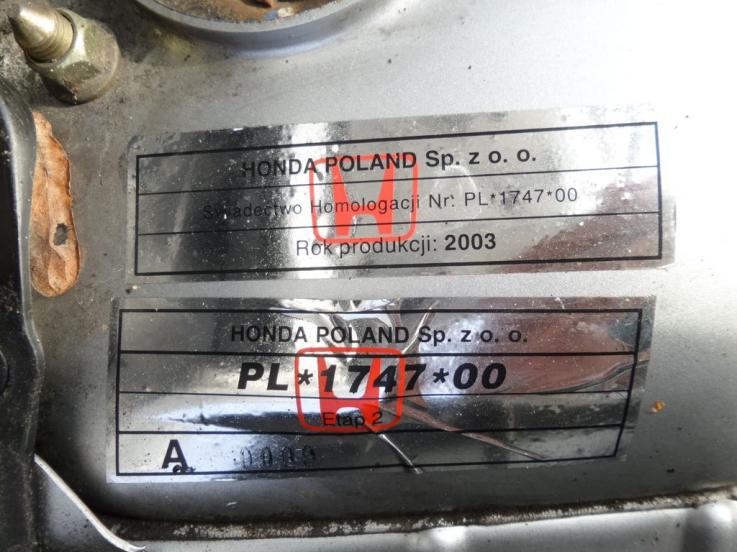 HONDA POLAND Sp. z o. o.
Świadectwo Homologacji Nr: PL*1747*00
Rok produkcji: 2003
HONDA POLAND Sp. z o. o.
PL*1747*00
Etap 2
A. 0009